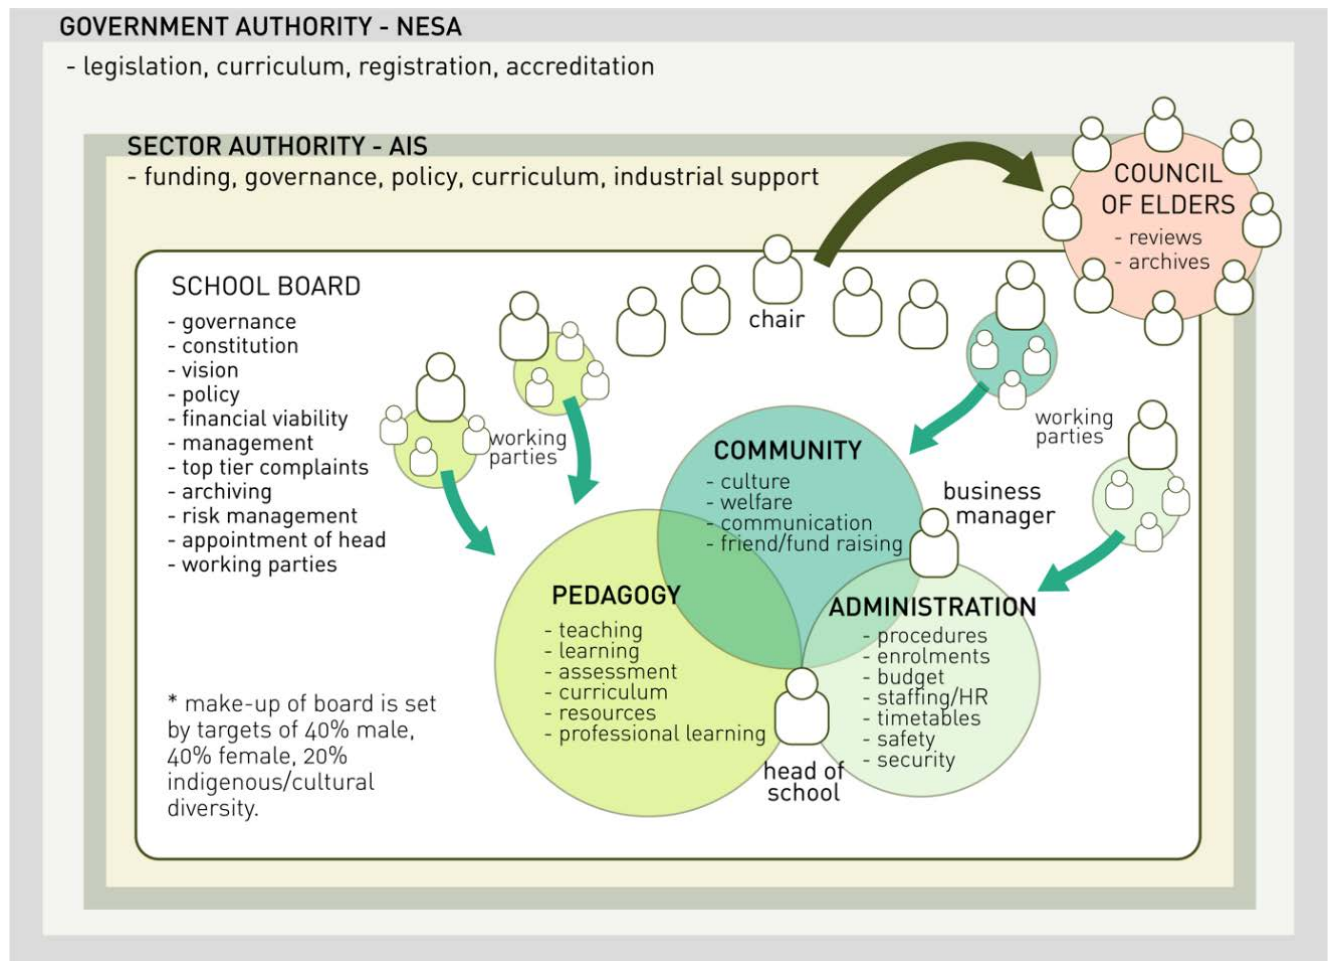 GOVERNMENT AUTHORITY - NESA
- legislation, curriculum, registration, accreditation
SECTOR AUTHORITY - AIS
- funding, governance, policy, curriculum, industrial support
COUNCIL
OF ELDERS
- reviews
- archives
SCHOOL BOARD
- governance
- constitution
- vision
- policy
- financial viability
- management
- top tier complaints
- archiving
- risk management
- appointment of head
- working parties
chair
working
parties
working
parties
COMMUNITY
- culture
- welfare
- communication
- friend/fund raising
business
manager
PEDAGOGY
- teaching
- learning
- assessment
- curriculum
- resources
- professional learning
ADMINISTRATION
- procedures
- enrolments
- budget
- staffing/HR
- timetables
- safety
- security
head of
school
* make-up of board is set
by targets of 40% male,
40% female, 20%
indigenous/cultural
diversity.